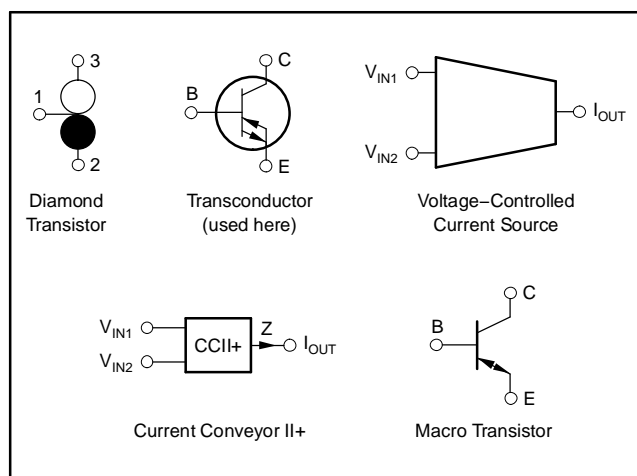 3
1
2
Diamond
Transistor
C
B
E
Transconductor
(used here)
VIN1
VIN2
IOUT
Voltage−Controlled
Current Source
VIN1
VIN2
CCII+
Z
IOUT
Current Conveyor II+
C
B
E
Macro Transistor